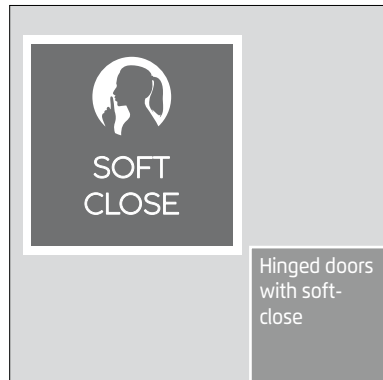 SOFT
CLOSE
Hinged doors
with soft-
close